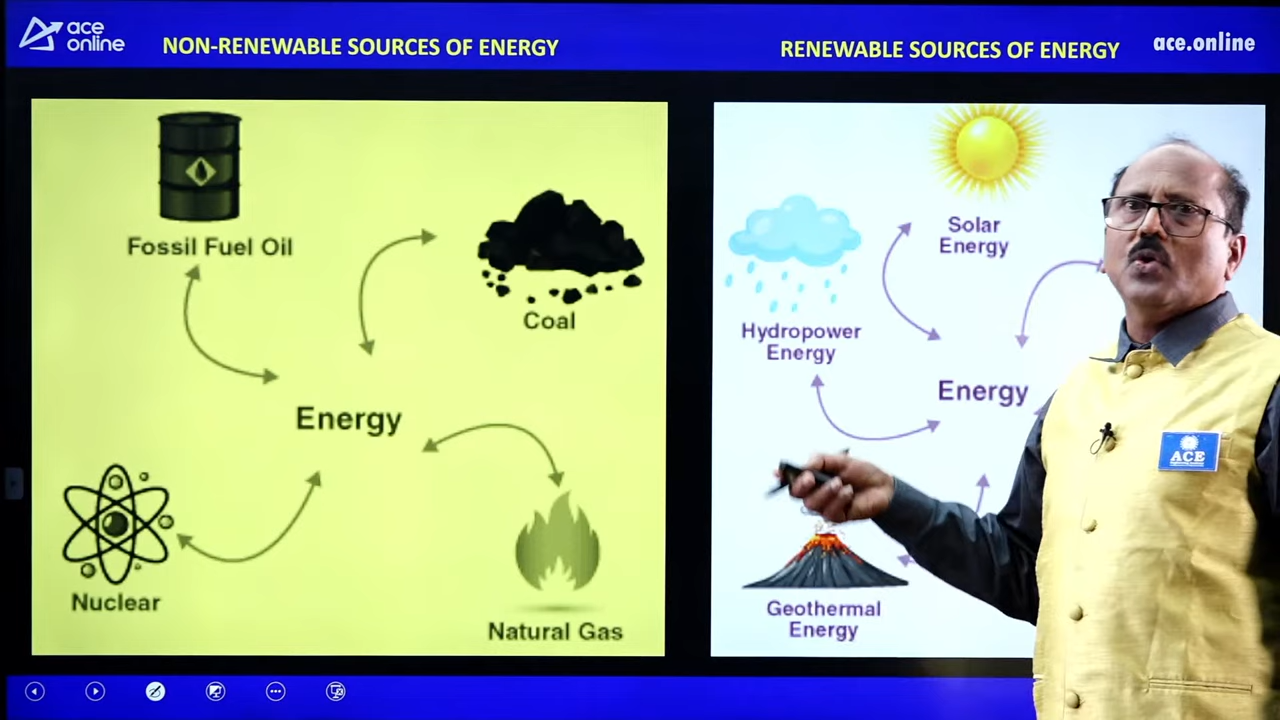 ace
online
NON-RENEWABLE SOURCES OF ENERGY
RENEWABLE SOURCES OF ENERGY
ace.online
Fossil Fuel Oil
Coal
Energy
Nuclear
Natural Gas
Solar
Energy
Hydropower
Energy
Energy
Geothermal
Energy
ACE